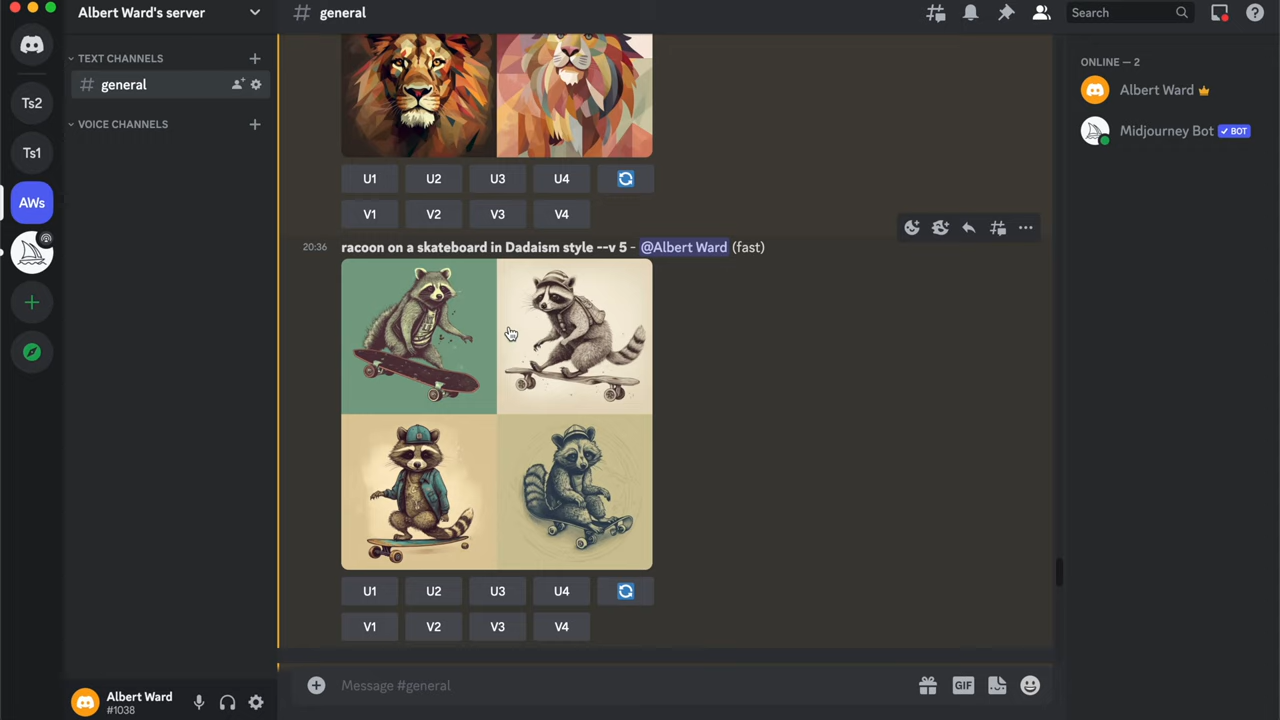 Albert Ward's server
general
Search
TEXT CHANNELS
general
VOICE CHANNELS
Ts2
Ts1
AWs
U1 U2 U3 U4
V1 V2 V3 V4
20:36 racoon on a skateboard in Dadaism style --v 5 - @Albert Ward (fast)
U1 U2 U3 U4
V1 V2 V3 V4
Message #general
GIF
Albert Ward
#1038
ONLINE — 2
Albert Ward
Midjourney Bot ✓ BOT